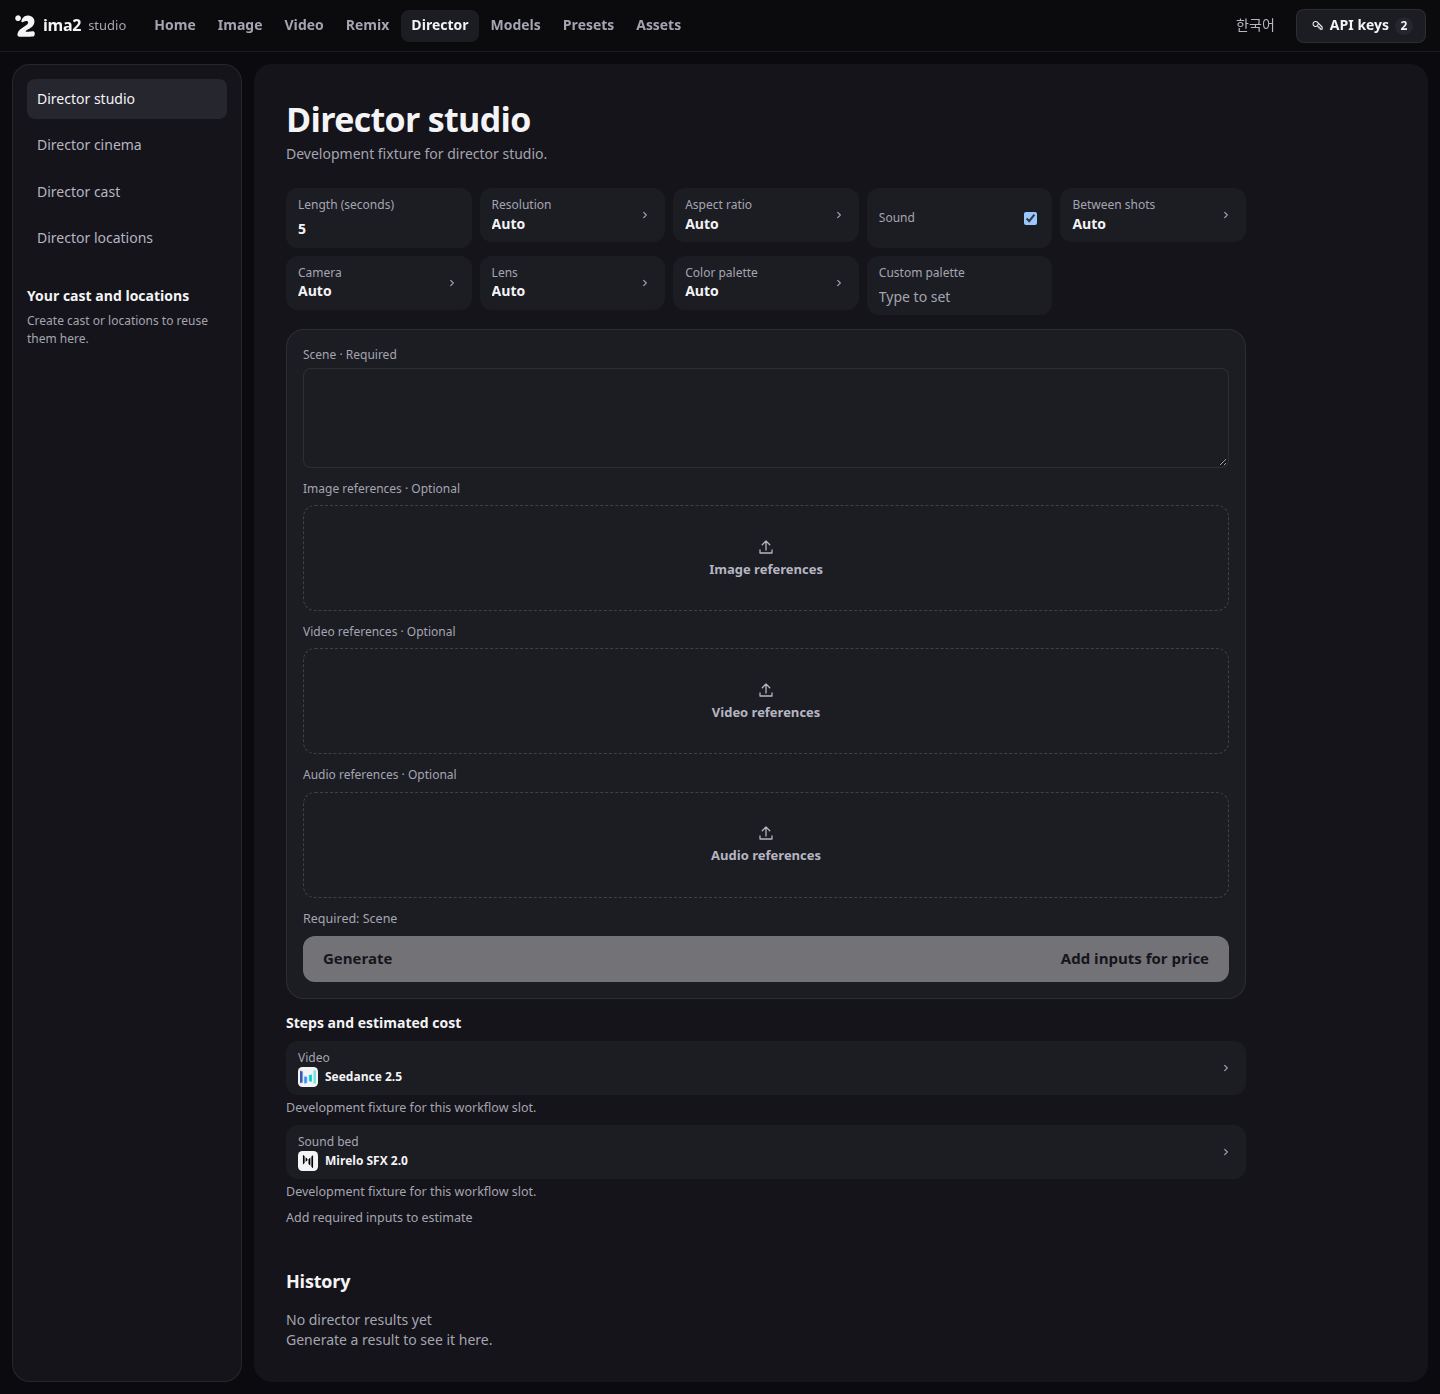 ima2 studio
Home
Image
Video
Remix
Director
Models
Presets
Assets
한국어
API keys 2
Director studio
Director cinema
Director cast
Director locations
Your cast and locations
Create cast or locations to reuse
them here.
Director studio
Development fixture for director studio.
Length (seconds)
5
Resolution
Auto
Aspect ratio
Auto
Sound
Between shots
Auto
Camera
Auto
Lens
Auto
Color palette
Auto
Custom palette
Type to set
Scene · Required
Image references · Optional
Image references
Video references · Optional
Video references
Audio references · Optional
Audio references
Required: Scene
Generate
Add inputs for price
Steps and estimated cost
Video
Seedance 2.5
Development fixture for this workflow slot.
Sound bed
Mirelo SFX 2.0
Development fixture for this workflow slot.
Add required inputs to estimate
History
No director results yet
Generate a result to see it here.